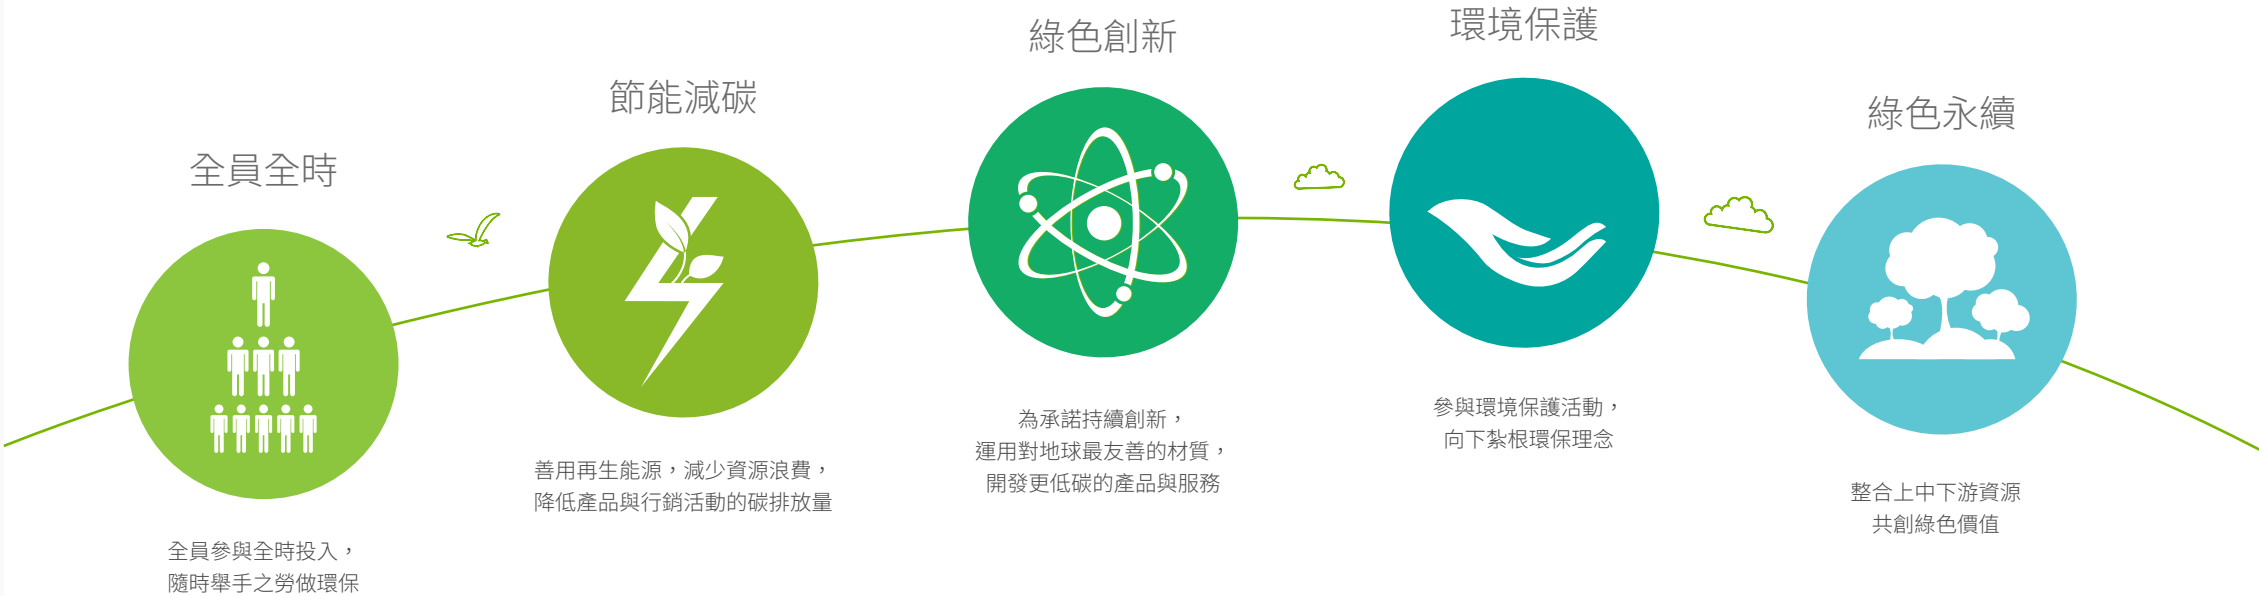 全員全時
全員參與全時投入，
隨時舉手之勞做環保
節能減碳
善用再生能源，減少資源浪費，
降低產品與行銷活動的碳排放量
綠色創新
為承諾持續創新，
運用對地球最友善的材質，
開發更低碳的產品與服務
環境保護
參與環境保護活動，
向下紮根環保理念
綠色永續
整合上中下游資源
共創綠色價值